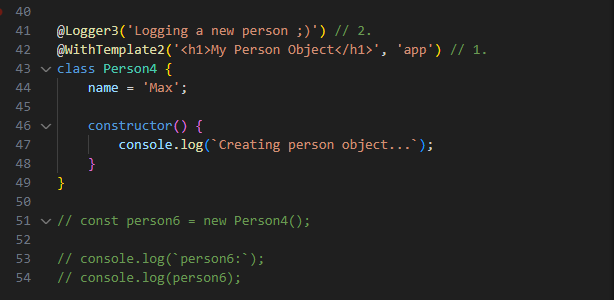 40
41 @Logger3('Logging a new person ;)') // 2.
42 @WithTemplate2('<h1>My Person Object</h1>', 'app') // 1.
43 class Person4 {
44 name = 'Max';
45
46 constructor() {
47 console.log(`Creating person object...`);
48 }
49 }
50
51 // const person6 = new Person4();
52
53 // console.log(`person6:`);
54 // console.log(person6);